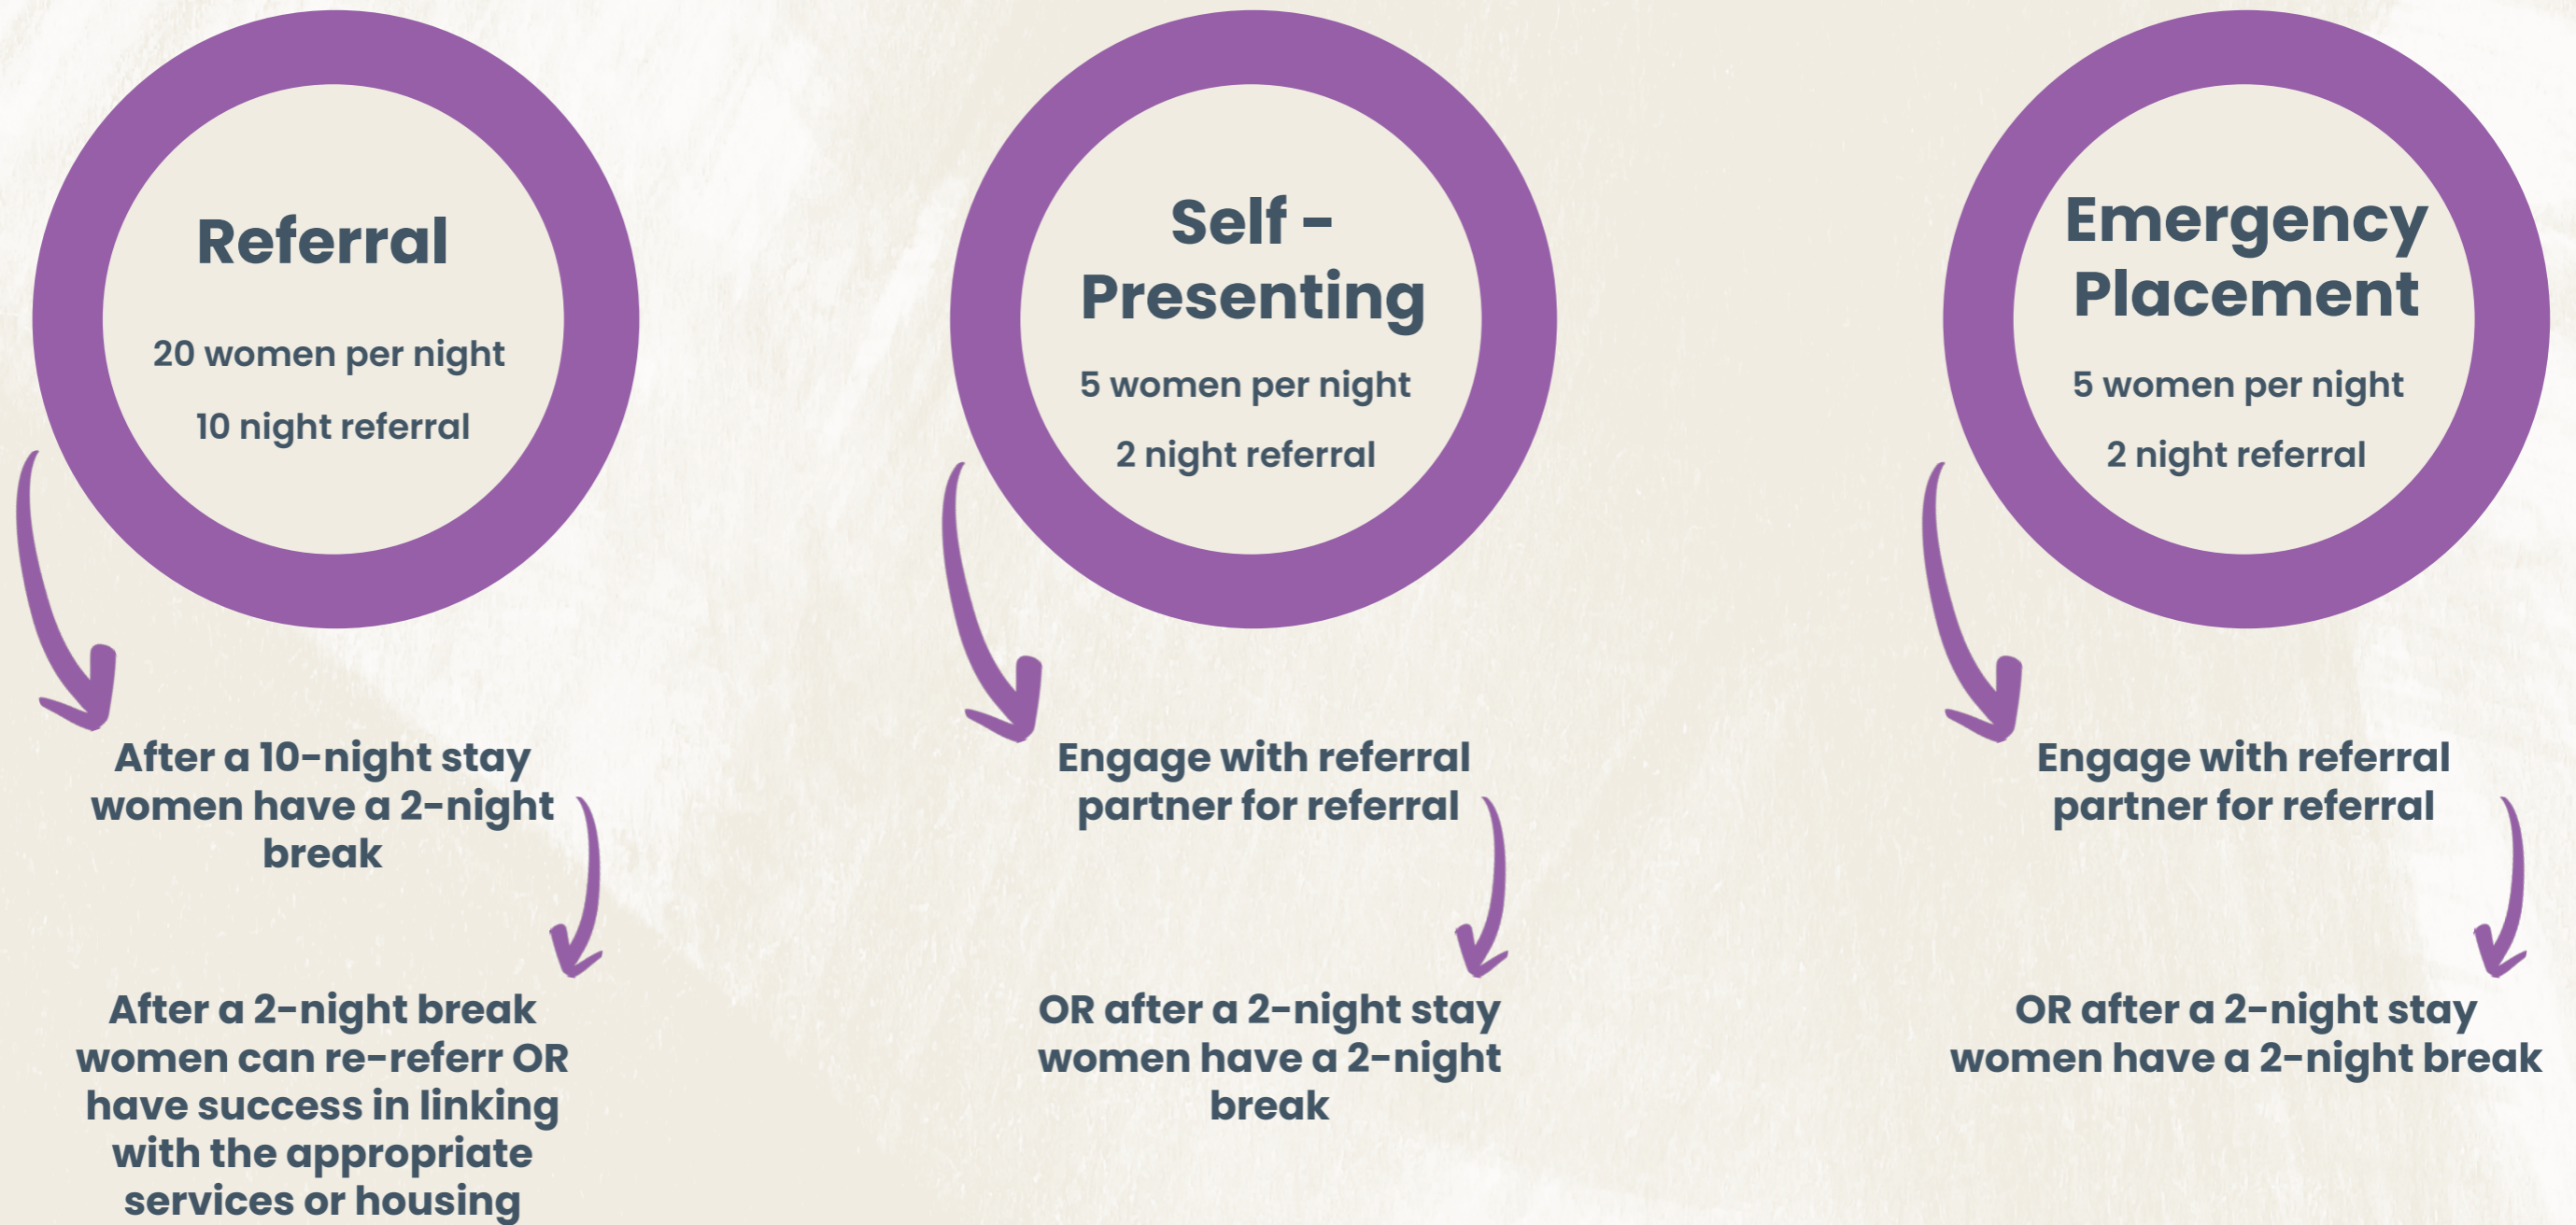 Referral
20 women per night
10 night referral
After a 10-night stay
women have a 2-night
break
After a 2-night break
women can re-referr OR
have success in linking
with the appropriate
services or housing
Self -
Presenting
5 women per night
2 night referral
Engage with referral
partner for referral
OR after a 2-night stay
women have a 2-night
break
Emergency
Placement
5 women per night
2 night referral
Engage with referral
partner for referral
OR after a 2-night stay
women have a 2-night break